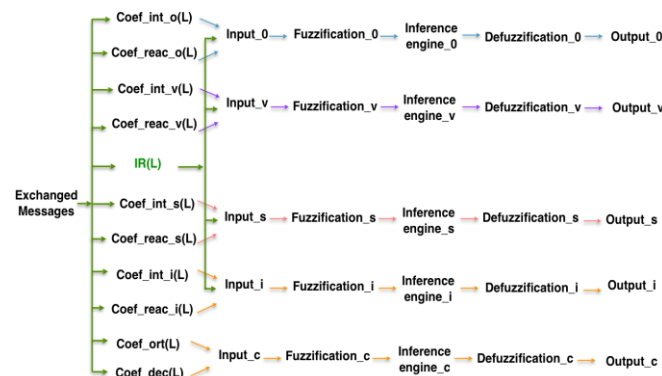 Coef_int_o(L)
Coef_reac_o(L)
Input_0
Fuzzification_0
Inference
engine_0
Defuzzification_0
Output_0
Coef_int_v(L)
Coef_reac_v(L)
Input_v
Fuzzification_v
Inference
engine_v
Defuzzification_v
Output_v
IR(L)
Exchanged
Messages
Coef_int_s(L)
Coef_reac_s(L)
Input_s
Fuzzification_s
Inference
engine_s
Defuzzification_s
Output_s
Coef_int_i(L)
Coef_reac_i(L)
Input_i
Fuzzification_i
Inference
engine_i
Defuzzification_i
Output_i
Coef_ort(L)
Coef_dec(L)
Input_c
Fuzzification_c
Inference
engine_c
Defuzzification_c
Output_c